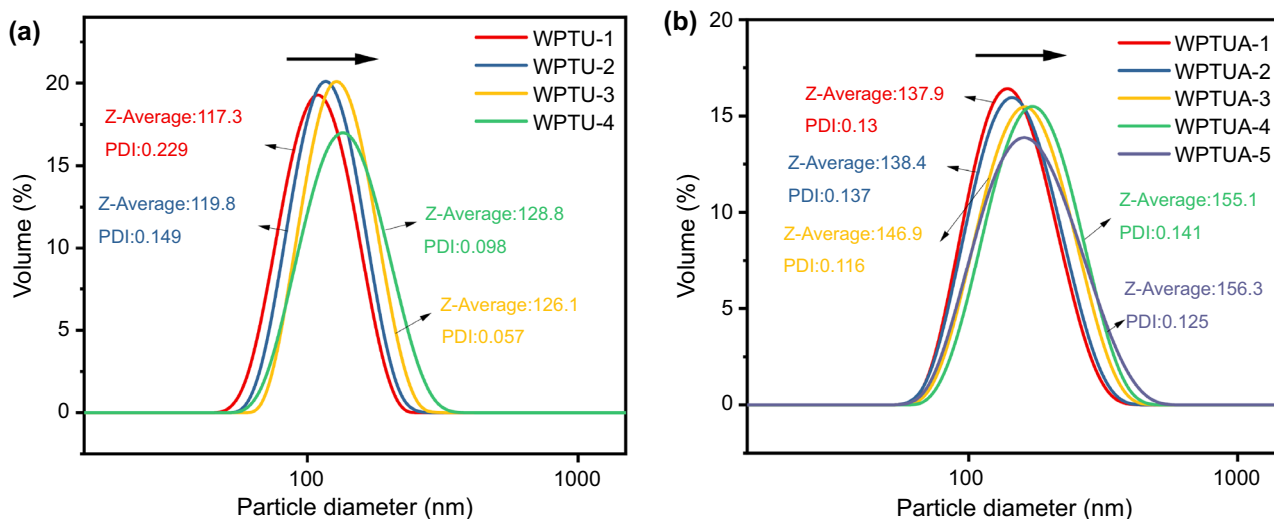 (a)
WPTU-1
WPTU-2
WPTU-3
WPTU-4
Z-Average:117.3
PDI:0.229
Z-Average:119.8
PDI:0.149
Z-Average:128.8
PDI:0.098
Z-Average:126.1
PDI:0.057
Volume (%)
20
15
10
5
0
100
1000
Particle diameter (nm)
(b)
WPTUA-1
WPTUA-2
WPTUA-3
WPTUA-4
WPTUA-5
Z-Average:137.9
PDI:0.13
Z-Average:138.4
PDI:0.137
Z-Average:146.9
PDI:0.116
Z-Average:155.1
PDI:0.141
Z-Average:156.3
PDI:0.125
Volume (%)
20
15
10
5
0
100
1000
Particle diameter (nm)